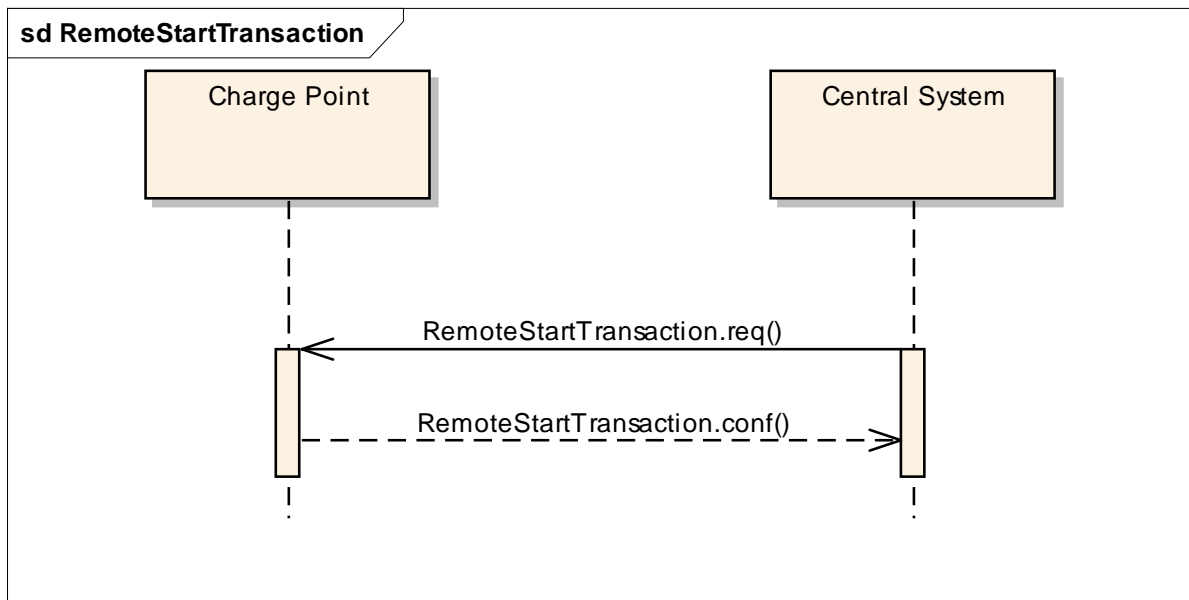 sd RemoteStartTransaction
Charge Point
Central System
RemoteStartTransaction.req()
RemoteStartTransaction.conf()